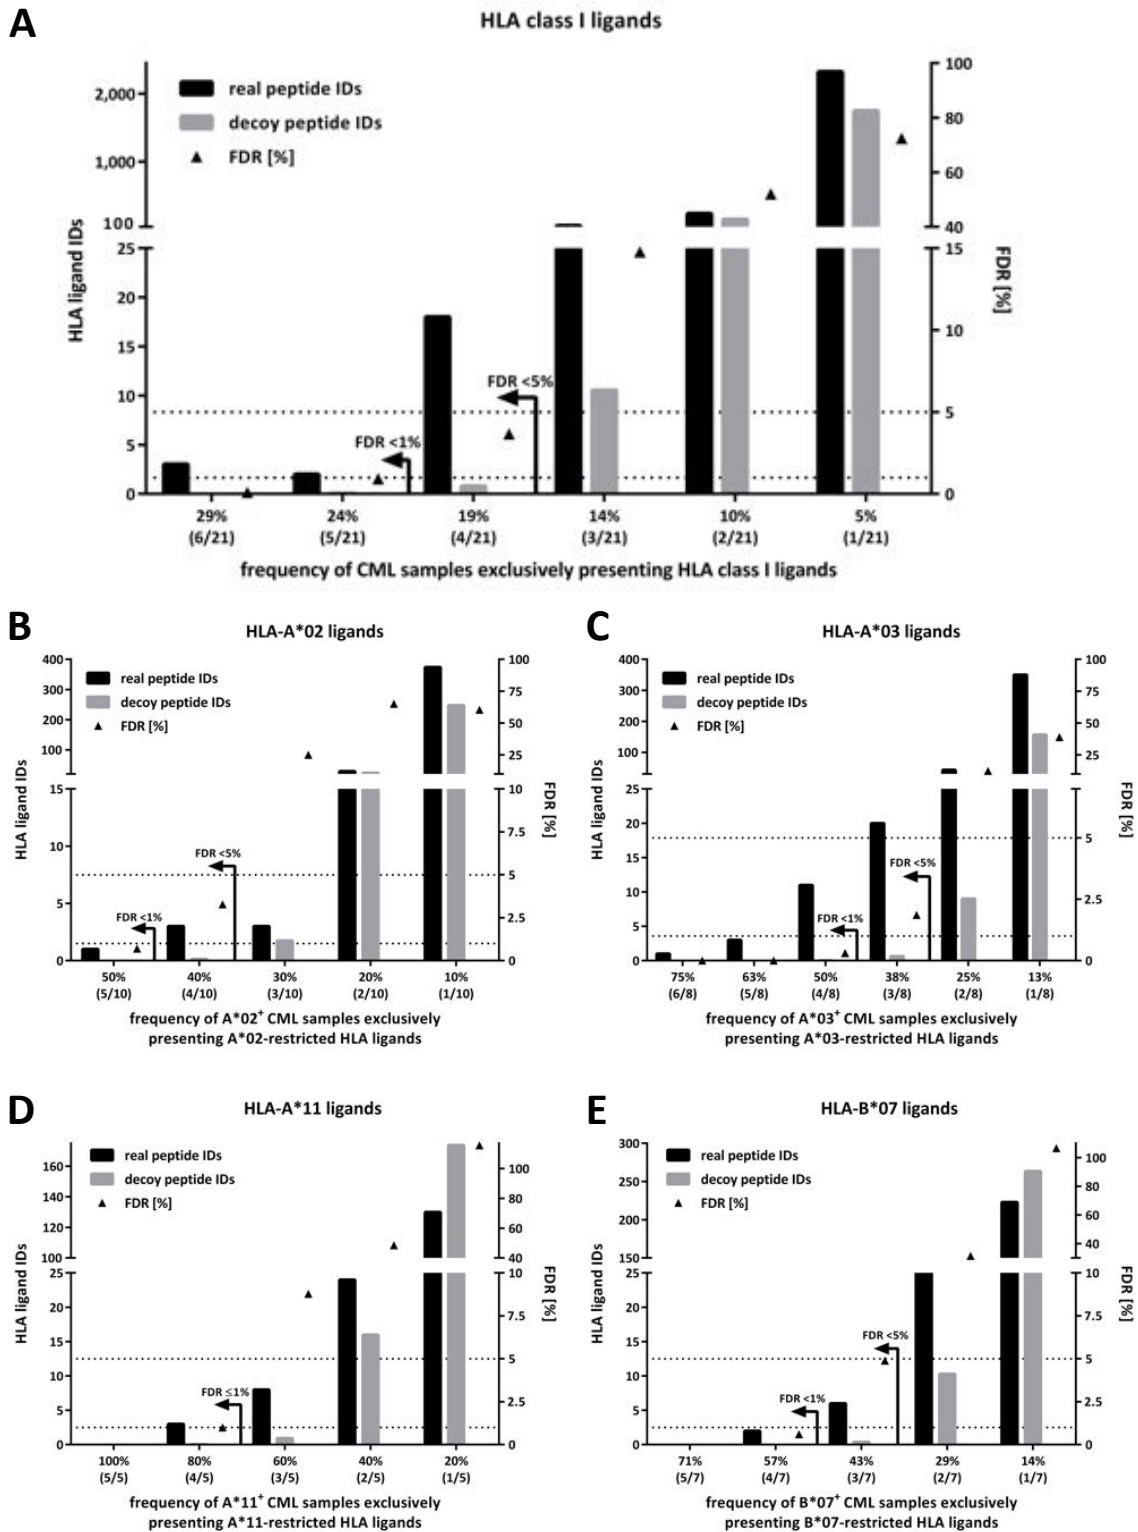 A
HLA class I ligands
real peptide IDs
decoy peptide IDs
FDR [%]
HLA ligand IDs
2,000
1,000
100
25
20
15
10
5
0
FDR [%]
100
80
60
40
15
10
5
0
FDR <1%
FDR <5%
29% 24% 19% 14% 10% 5%
(6/21) (5/21) (4/21) (3/21) (2/21) (1/21)
frequency of CML samples exclusively presenting HLA class I ligands
B
HLA-A*02 ligands
real peptide IDs
decoy peptide IDs
FDR [%]
HLA ligand IDs
400
300
200
100
15
10
5
0
FDR [%]
100
75
50
25
10
7.5
5
2.5
0
FDR <1%
FDR <5%
50% 40% 30% 20% 10%
(5/10) (4/10) (3/10) (2/10) (1/10)
frequency of A*02+ CML samples exclusively
presenting A*02-restricted HLA ligands
C
HLA-A*03 ligands
real peptide IDs
decoy peptide IDs
FDR [%]
HLA ligand IDs
400
300
200
100
25
20
15
10
5
0
FDR [%]
100
75
50
25
5
2.5
0
FDR <1%
FDR <5%
75% 63% 50% 38% 25% 13%
(6/8) (5/8) (4/8) (3/8) (2/8) (1/8)
frequency of A*03+ CML samples exclusively
presenting A*03-restricted HLA ligands
D
HLA-A*11 ligands
real peptide IDs
decoy peptide IDs
FDR [%]
HLA ligand IDs
160
140
120
100
25
20
15
10
5
0
FDR [%]
100
80
60
40
10
7.5
5
2.5
0
FDR ≤1%
100% 80% 60% 40% 20%
(5/5) (4/5) (3/5) (2/5) (1/5)
frequency of A*11+ CML samples exclusively
presenting A*11-restricted HLA ligands
E
HLA-B*07 ligands
real peptide IDs
decoy peptide IDs
FDR [%]
HLA ligand IDs
300
250
200
150
25
20
15
10
5
0
FDR [%]
100
80
60
40
10
7.5
5
2.5
0
FDR <1%
FDR <5%
71% 57% 43% 29% 14%
(5/7) (4/7) (3/7) (2/7) (1/7)
frequency of B*07+ CML samples exclusively
presenting B*07-restricted HLA ligands